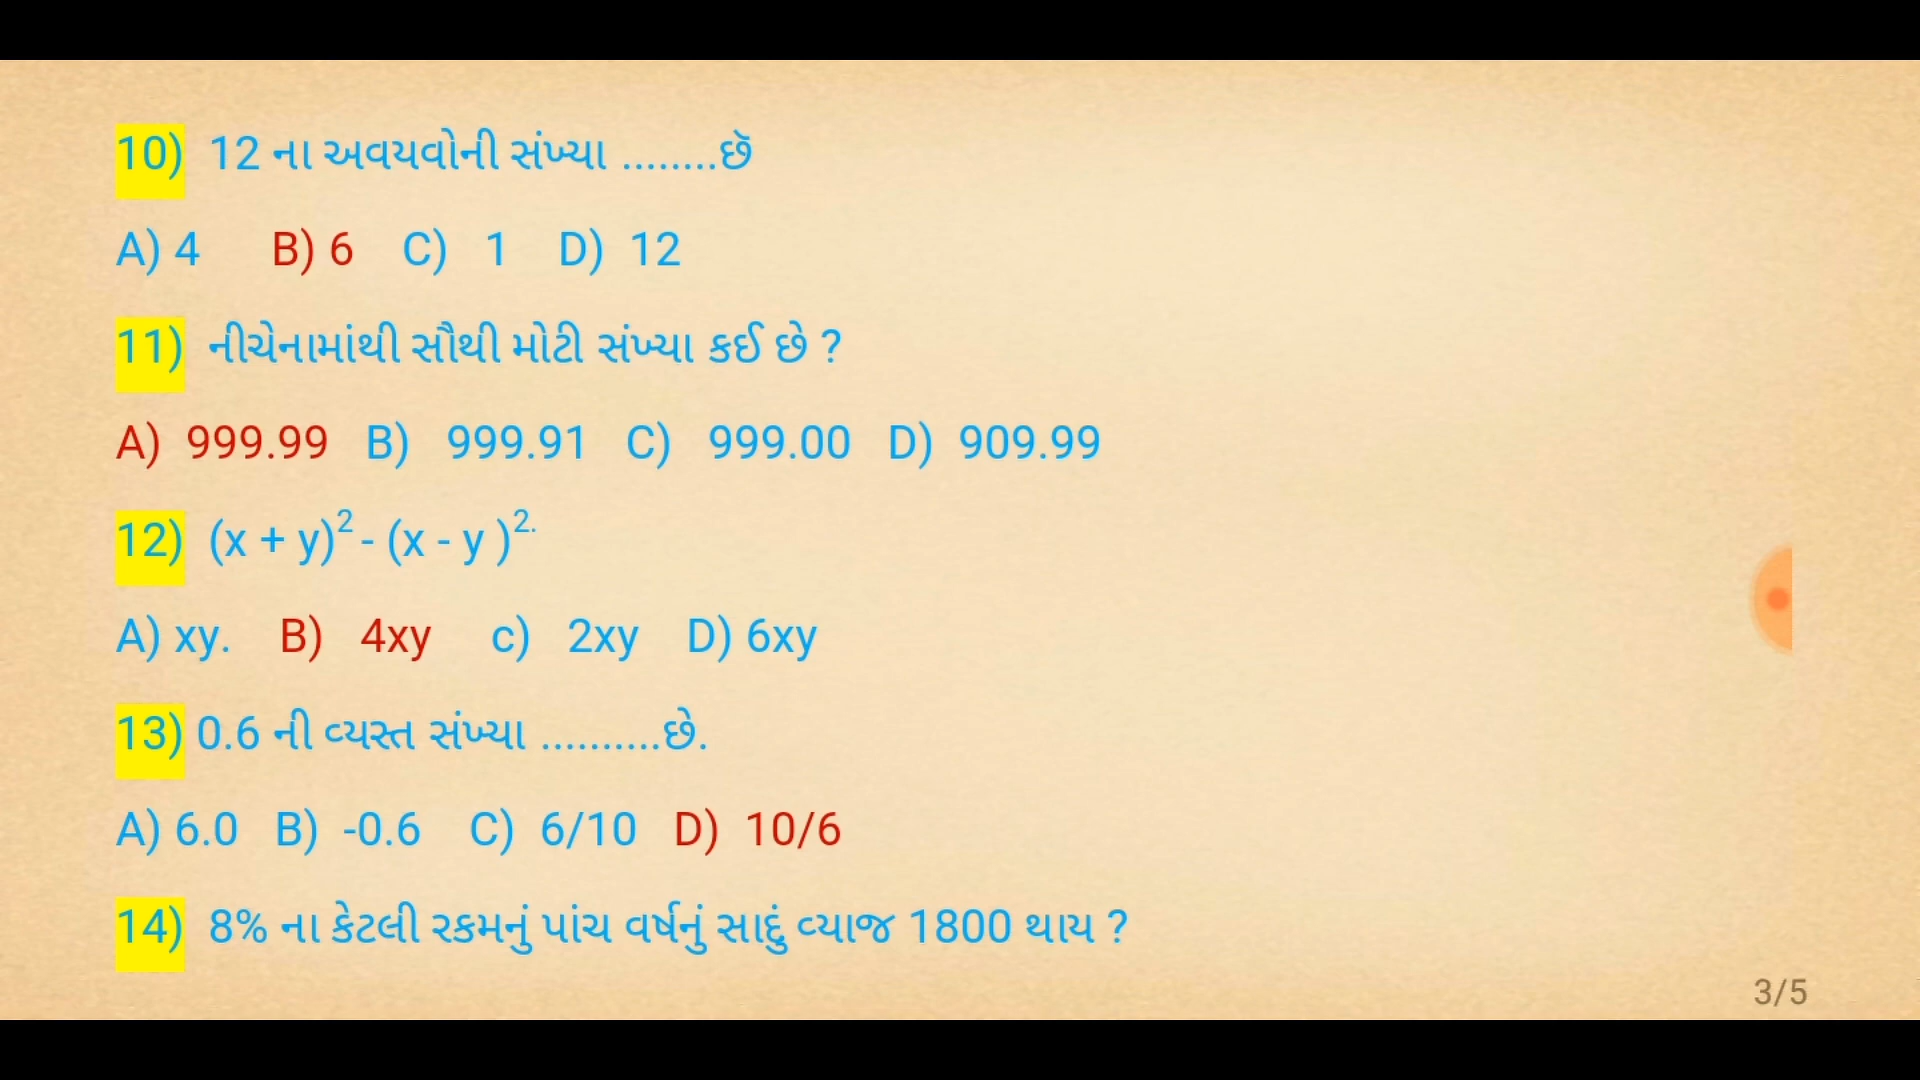 10) 12 ના અવયવોની સંખ્યા ........છૅ
A) 4 B) 6 C) 1 D) 12
11) નીચેનામાંથી સૌથી મોટી સંખ્યા કઈ છે ?
A) 999.99 B) 999.91 C) 999.00 D) 909.99
12) (x + y)² - (x - y )²·
A) xy. B) 4xy c) 2xy D) 6xy
13) 0.6 ની વ્યસ્ત સંખ્યા ..........છે.
A) 6.0 B) -0.6 C) 6/10 D) 10/6
14) 8% ના કેટલી રકમનું પાંચ વર્ષનું સાદું વ્યાજ 1800 થાય ?
3/5